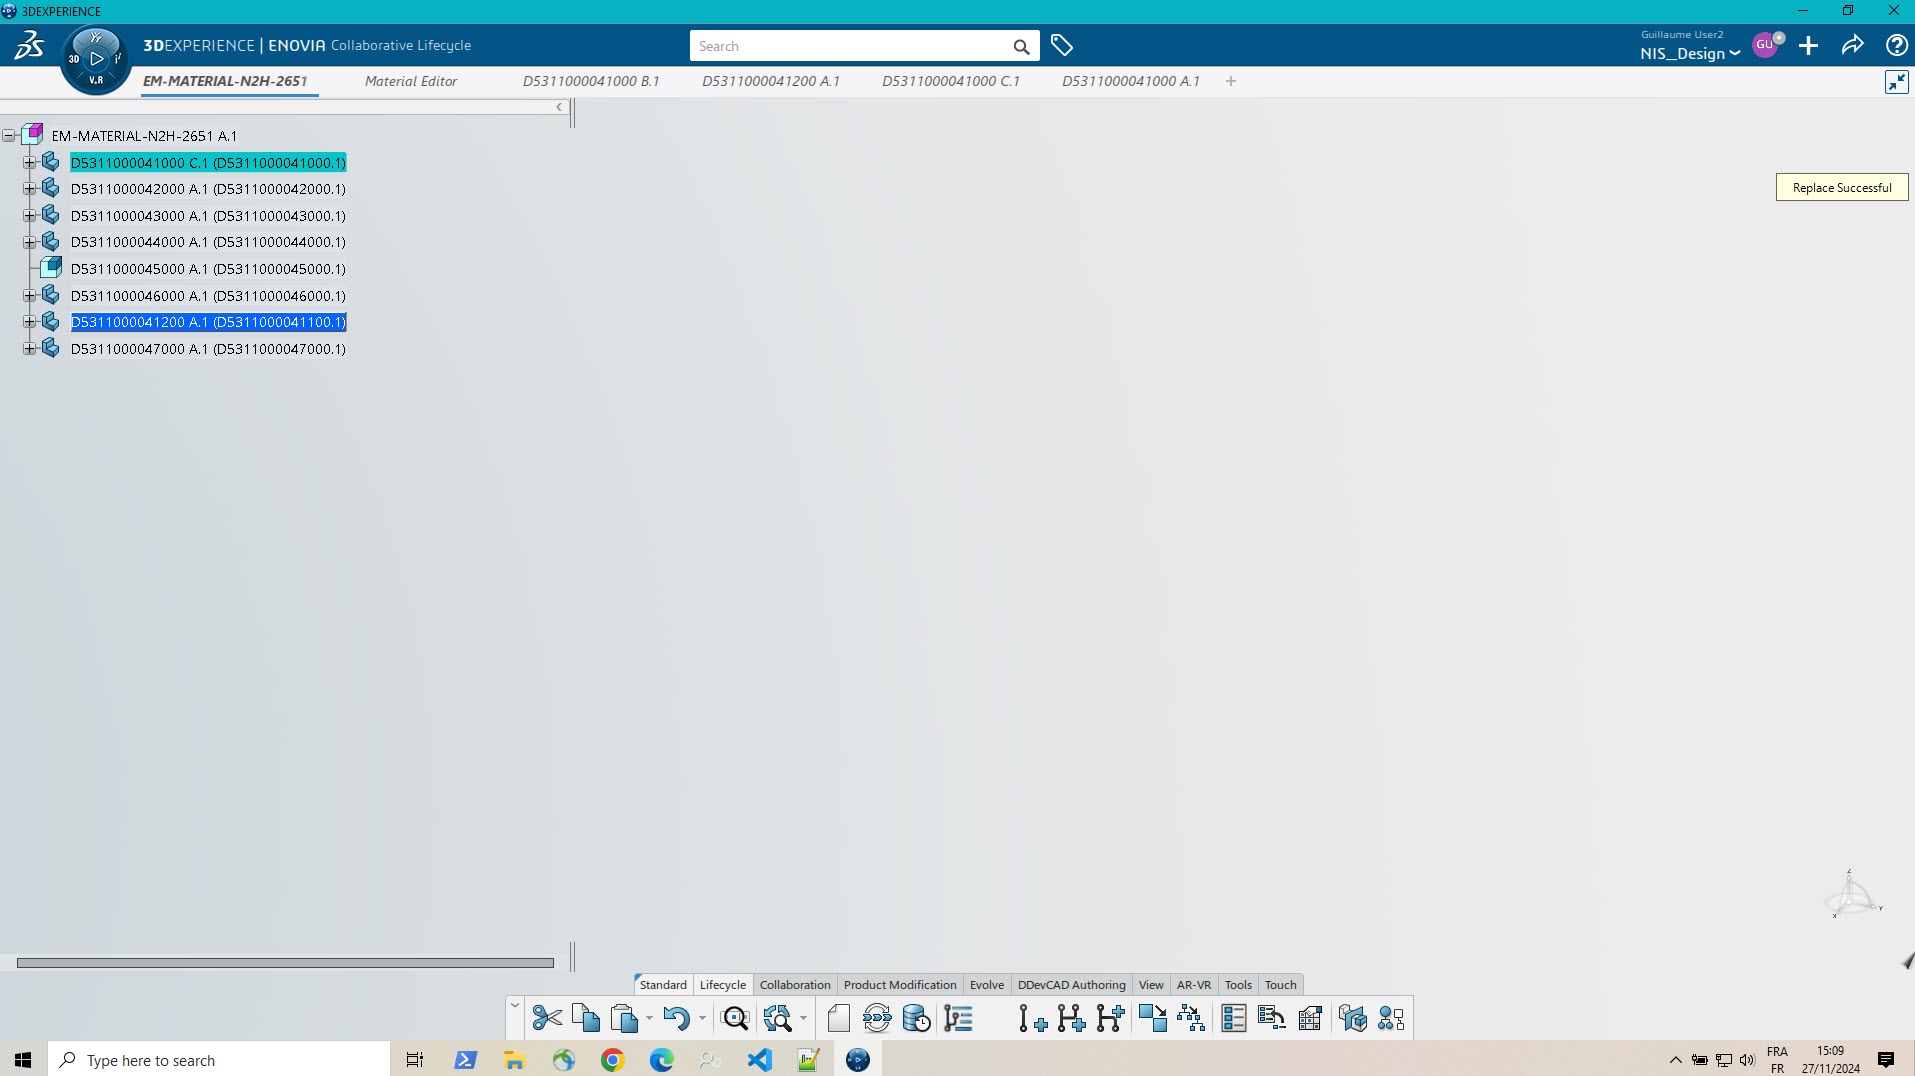 3DEXPERIENCE
3DEXPERIENCE | ENOVIA Collaborative Lifecycle
Search
Guillaume User2
NIS_Design
GU
3D
V.R
EM-MATERIAL-N2H-2651
Material Editor
D5311000041000 B.1
D5311000041200 A.1
D5311000041000 C.1
D5311000041000 A.1
EM-MATERIAL-N2H-2651 A.1
D5311000041000 C.1 (D5311000041000.1)
D5311000042000 A.1 (D5311000042000.1)
D5311000043000 A.1 (D5311000043000.1)
D5311000044000 A.1 (D5311000044000.1)
D5311000045000 A.1 (D5311000045000.1)
D5311000046000 A.1 (D5311000046000.1)
D5311000041200 A.1 (D5311000041100.1)
D5311000047000 A.1 (D5311000047000.1)
Replace Successful
Z
Y
X
Standard
Lifecycle
Collaboration
Product Modification
Evolve
DDevCAD Authoring
View
AR-VR
Tools
Touch
Type here to search
FRA
FR
15:09
27/11/2024